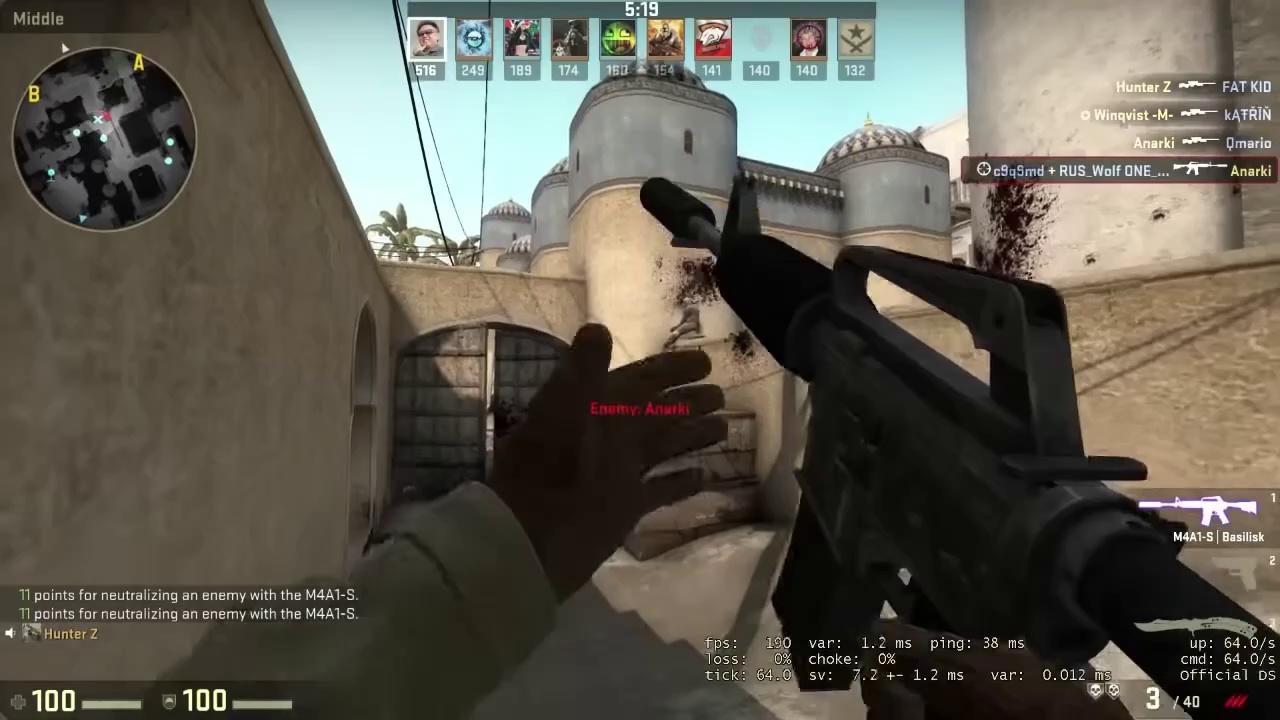 Middle
5:19
A
B
516 249 189 174 160 154 141 140 140 132
Hunter Z FAT KID
Winqvist -M- kĄŦŘĪŇ
Anarki Qmario
c9q9md + RUS_Wolf ONE_... Anarki
Enemy: Anarki
1
M4A1-S | Basilisk
2
11 points for neutralizing an enemy with the M4A1-S.
11 points for neutralizing an enemy with the M4A1-S.
Hunter Z
fps: 190 var: 1.2 ms ping: 38 ms
loss: 0% choke: 0%
tick: 64.0 sv: 7.2 +- 1.2 ms var: 0.012 ms
up: 64.0/s
cmd: 64.0/s
Official DS
100 100
3 / 40